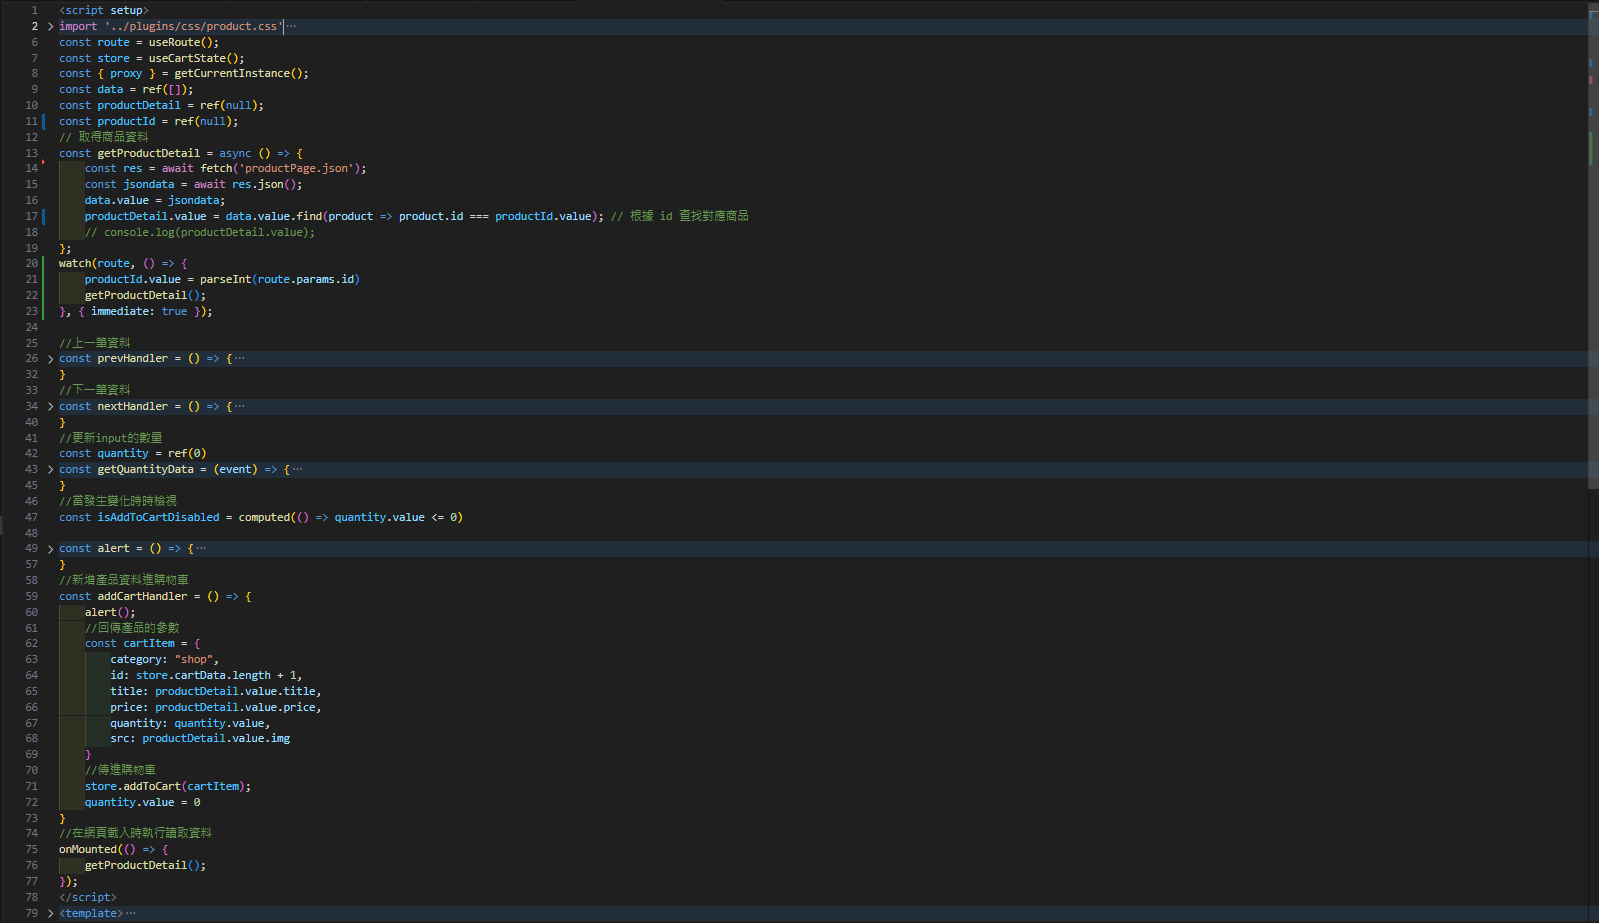 1 <script setup>
2 > import '../plugins/css/product.css' ⋯
6 const route = useRoute();
7 const store = useCartState();
8 const { proxy } = getCurrentInstance();
9 const data = ref([]);
10 const productDetail = ref(null);
11 const productId = ref(null);
12 // 取得商品資料
13 const getProductDetail = async () => {
14 const res = await fetch('productPage.json');
15 const jsondata = await res.json();
16 data.value = jsondata;
17 productDetail.value = data.value.find(product => product.id === productId.value); // 根據 id 查找對應商品
18 // console.log(productDetail.value);
19 };
20 watch(route, () => {
21 productId.value = parseInt(route.params.id)
22 getProductDetail();
23 }, { immediate: true });
24
25 //上一筆資料
26 > const prevHandler = () => { ⋯
32 }
33 //下一筆資料
34 > const nextHandler = () => { ⋯
40 }
41 //更新input的數量
42 const quantity = ref(0)
43 > const getQuantityData = (event) => { ⋯
45 }
46 //當發生變化時時檢視
47 const isAddToCartDisabled = computed(() => quantity.value <= 0)
48
49 > const alert = () => { ⋯
57 }
58 //新增產品資料進購物車
59 const addCartHandler = () => {
60 alert();
61 //回傳產品的參數
62 const cartItem = {
63 category: "shop",
64 id: store.cartData.length + 1,
65 title: productDetail.value.title,
66 price: productDetail.value.price,
67 quantity: quantity.value,
68 src: productDetail.value.img
69 }
70 //傳進購物車
71 store.addToCart(cartItem);
72 quantity.value = 0
73 }
74 //在網頁載入時執行讀取資料
75 onMounted(() => {
76 getProductDetail();
77 });
78 </script>
79 > <template> ⋯